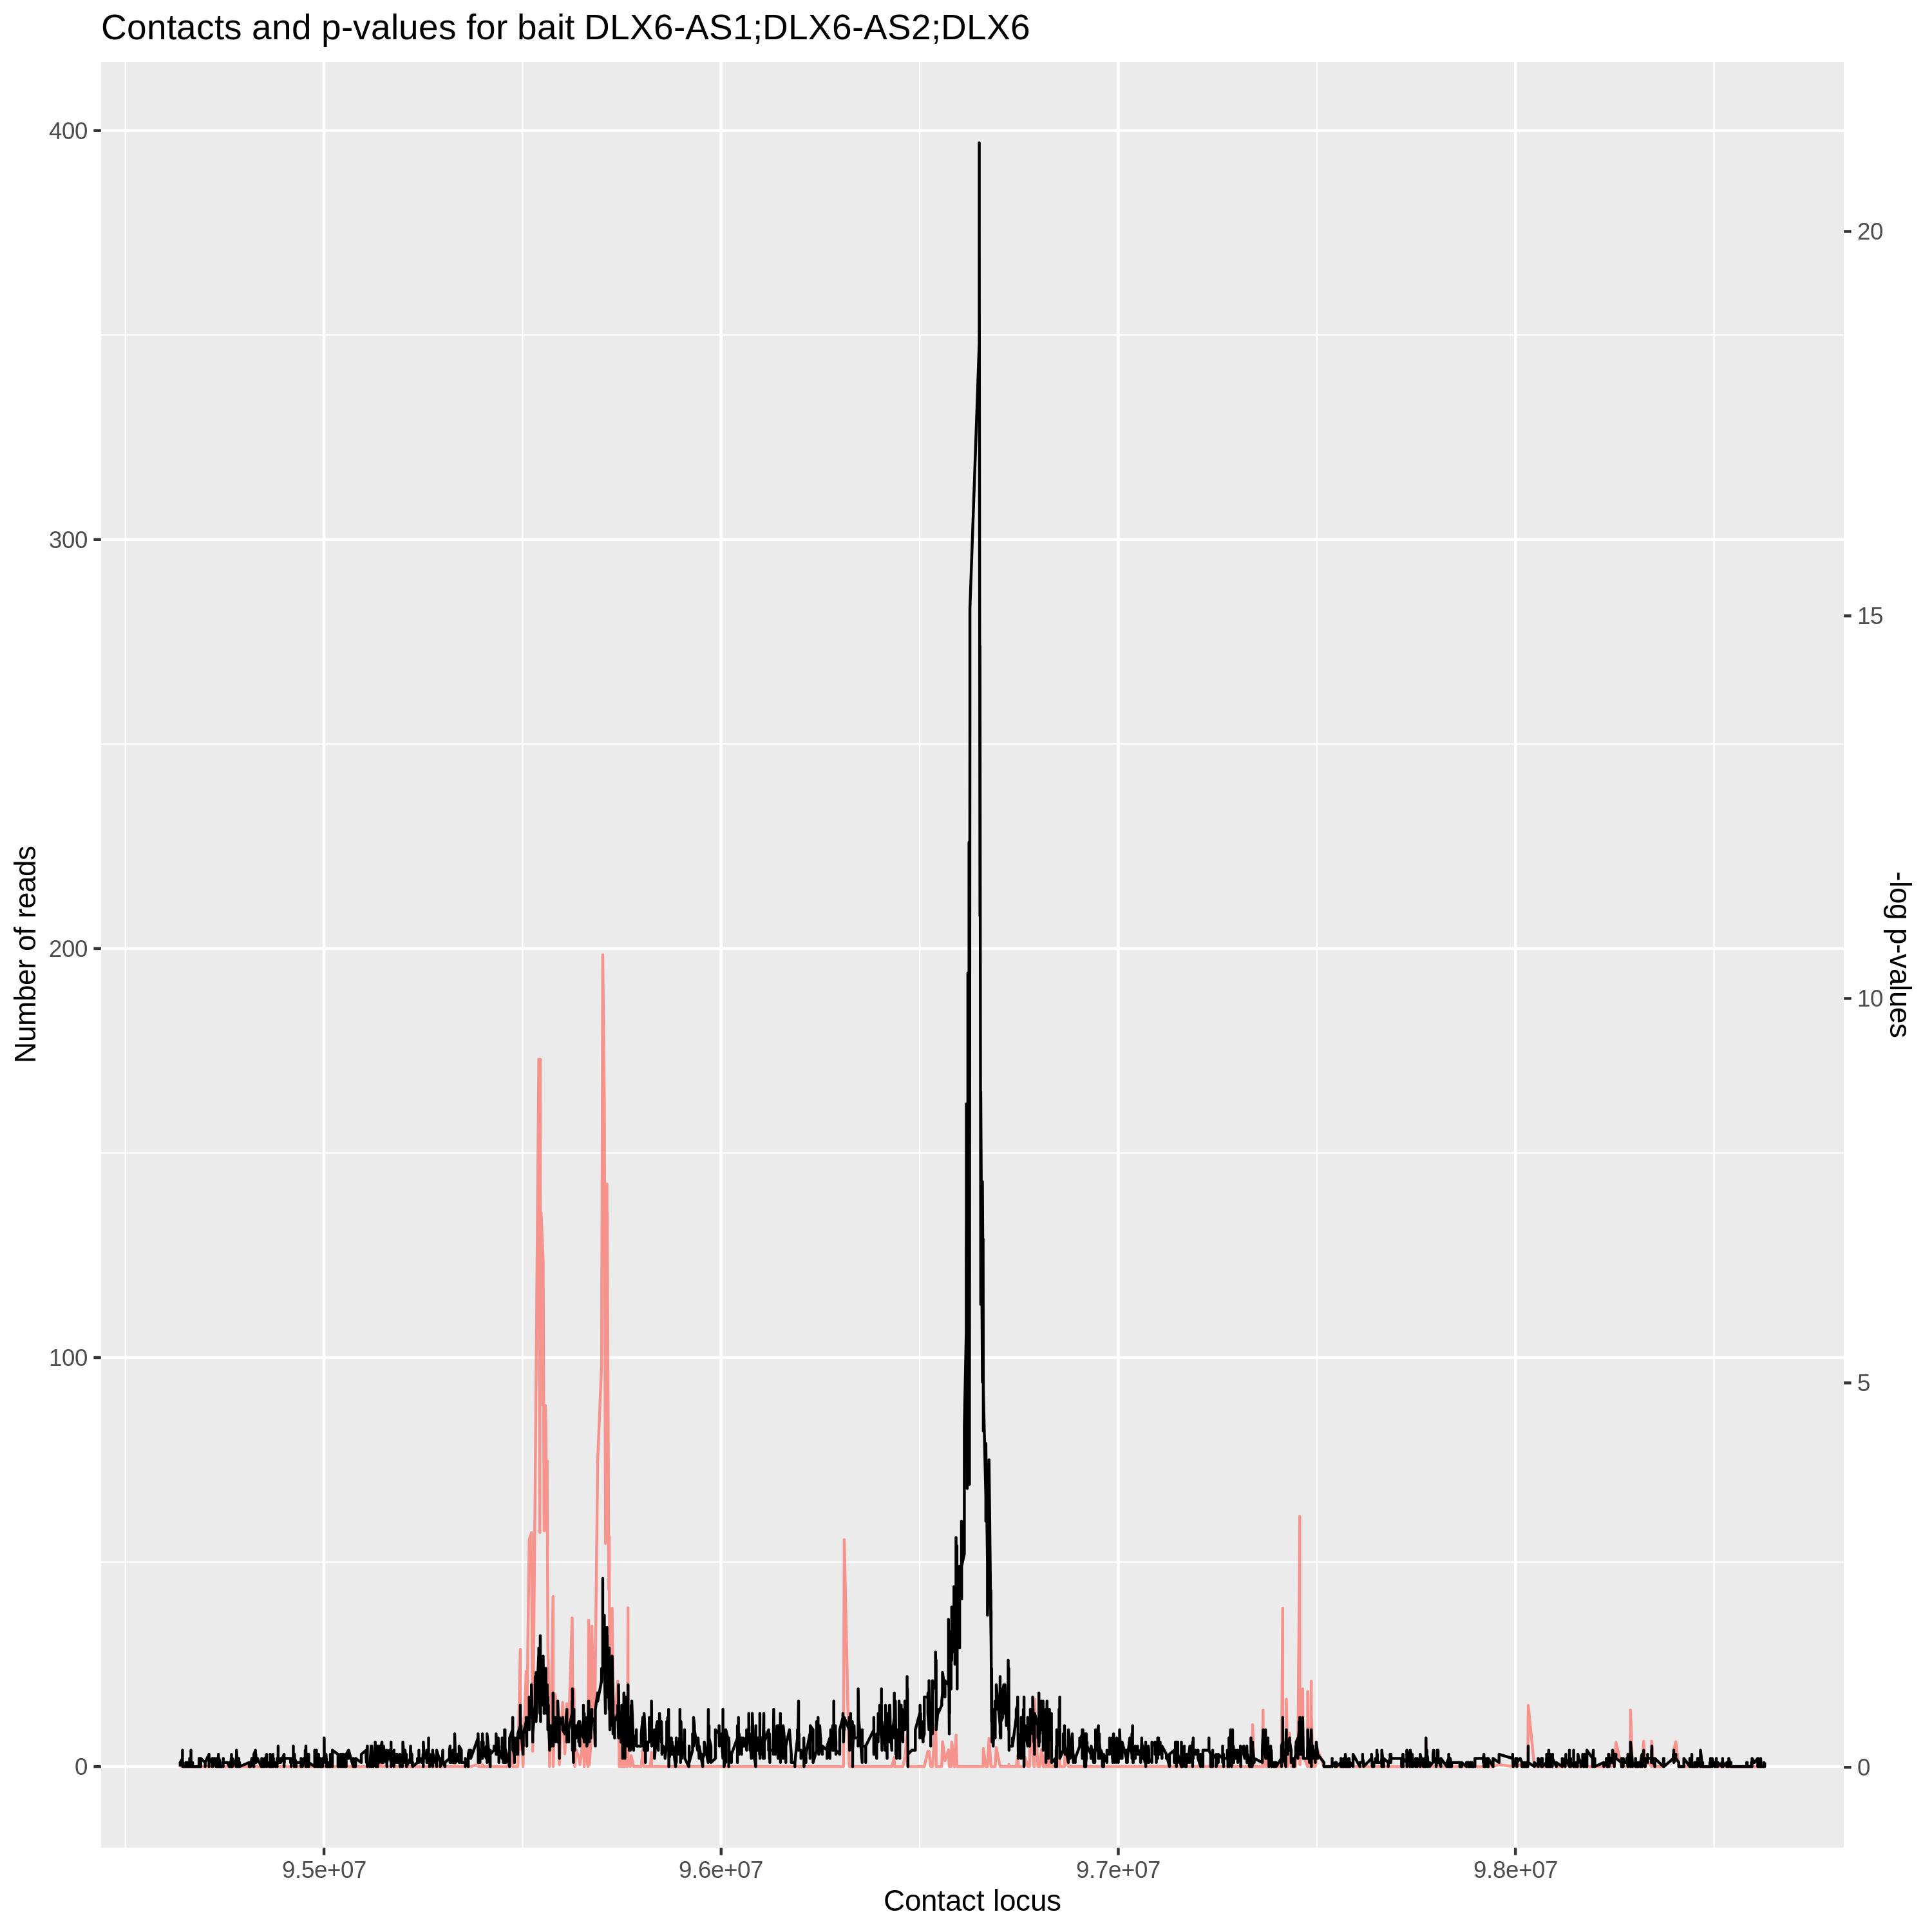 Contacts and p-values for bait DLX6-AS1;DLX6-AS2;DLX6
400
300
200
100
0
Number of reads
20
15
10
5
0
-log p-values
9.5e+07
9.6e+07
9.7e+07
9.8e+07
Contact locus